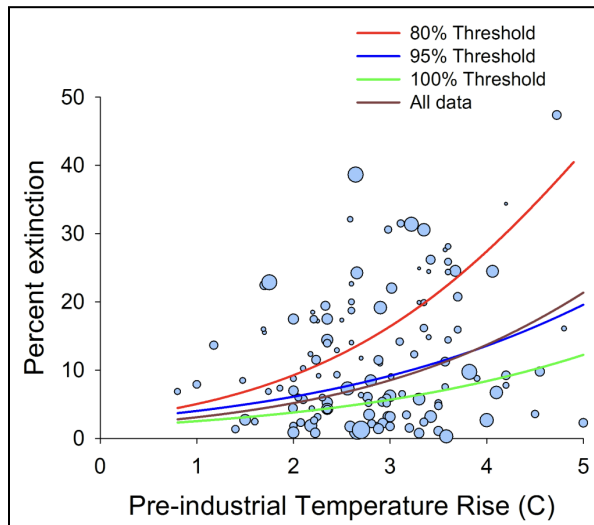 80% Threshold
95% Threshold
100% Threshold
All data
50
40
30
20
10
0
Percent extinction
0 1 2 3 4 5
Pre-industrial Temperature Rise (C)